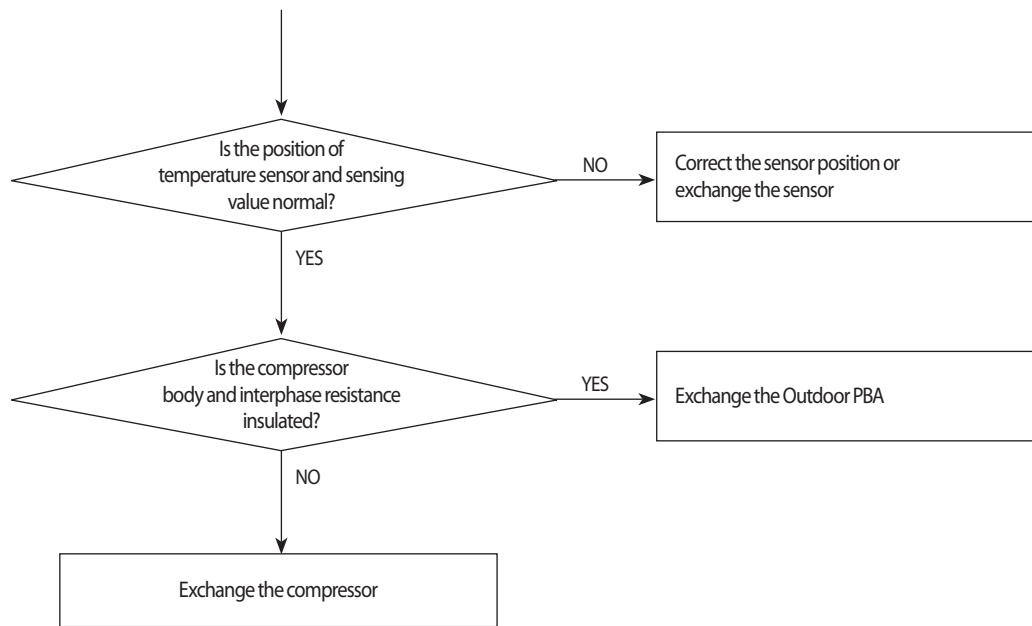 Is the position of
temperature sensor and sensing
value normal?
NO
Correct the sensor position or
exchange the sensor
YES
Is the compressor
body and interphase resistance
insulated?
YES
Exchange the Outdoor PBA
NO
Exchange the compressor